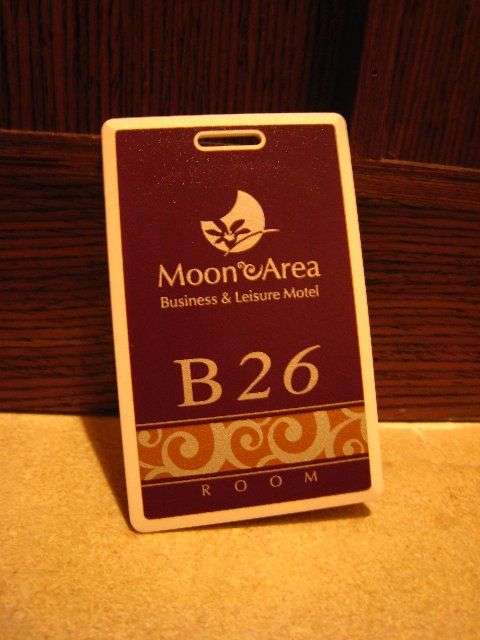 Moon Area
Business & Leisure Motel
B 26
ROOM